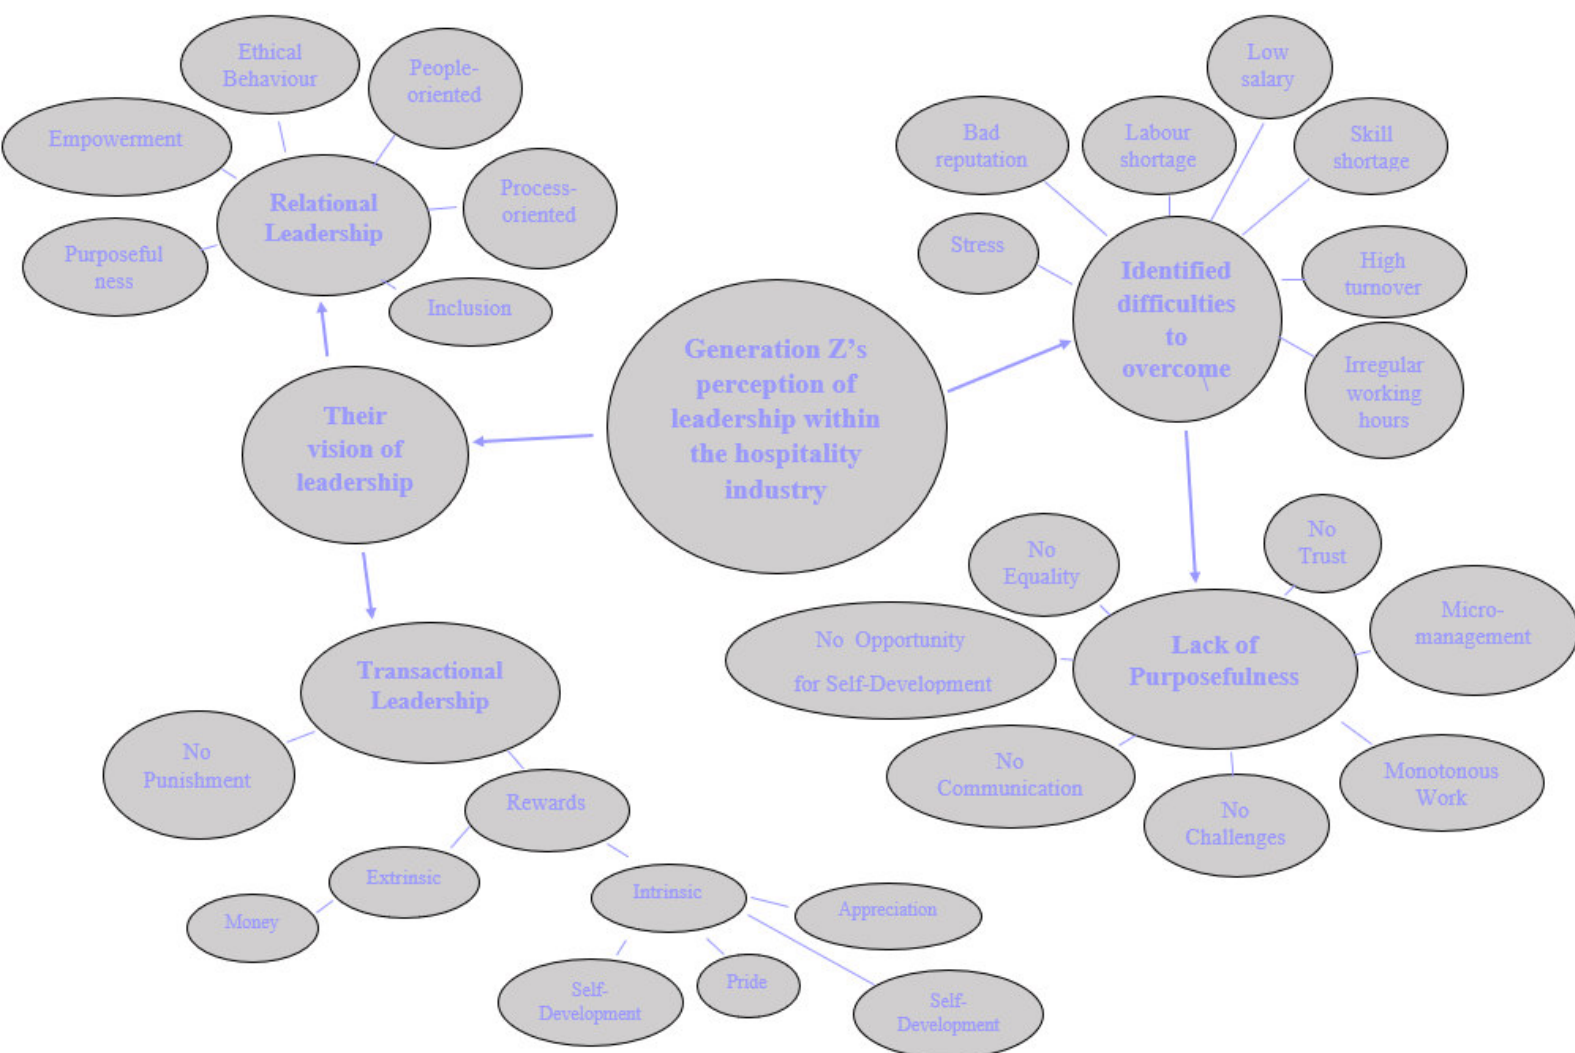 Ethical
Behaviour
People-
oriented
Empowerment
Relational
Leadership
Process-
oriented
Purposeful
ness
Inclusion
Their
vision of
leadership
Generation Z’s
perception of
leadership within
the hospitality
industry
Low
salary
Bad
reputation
Labour
shortage
Skill
shortage
Stress
Identified
difficulties
to
overcome
High
turnover
Irregular
working
hours
No
Equality
No
Trust
No Opportunity
for Self-Development
Lack of
Purposefulness
Micro-
management
No
Communication
No
Challenges
Monotonous
Work
Transactional
Leadership
No
Punishment
Rewards
Extrinsic
Money
Intrinsic
Appreciation
Self-
Development
Pride
Self-
Development